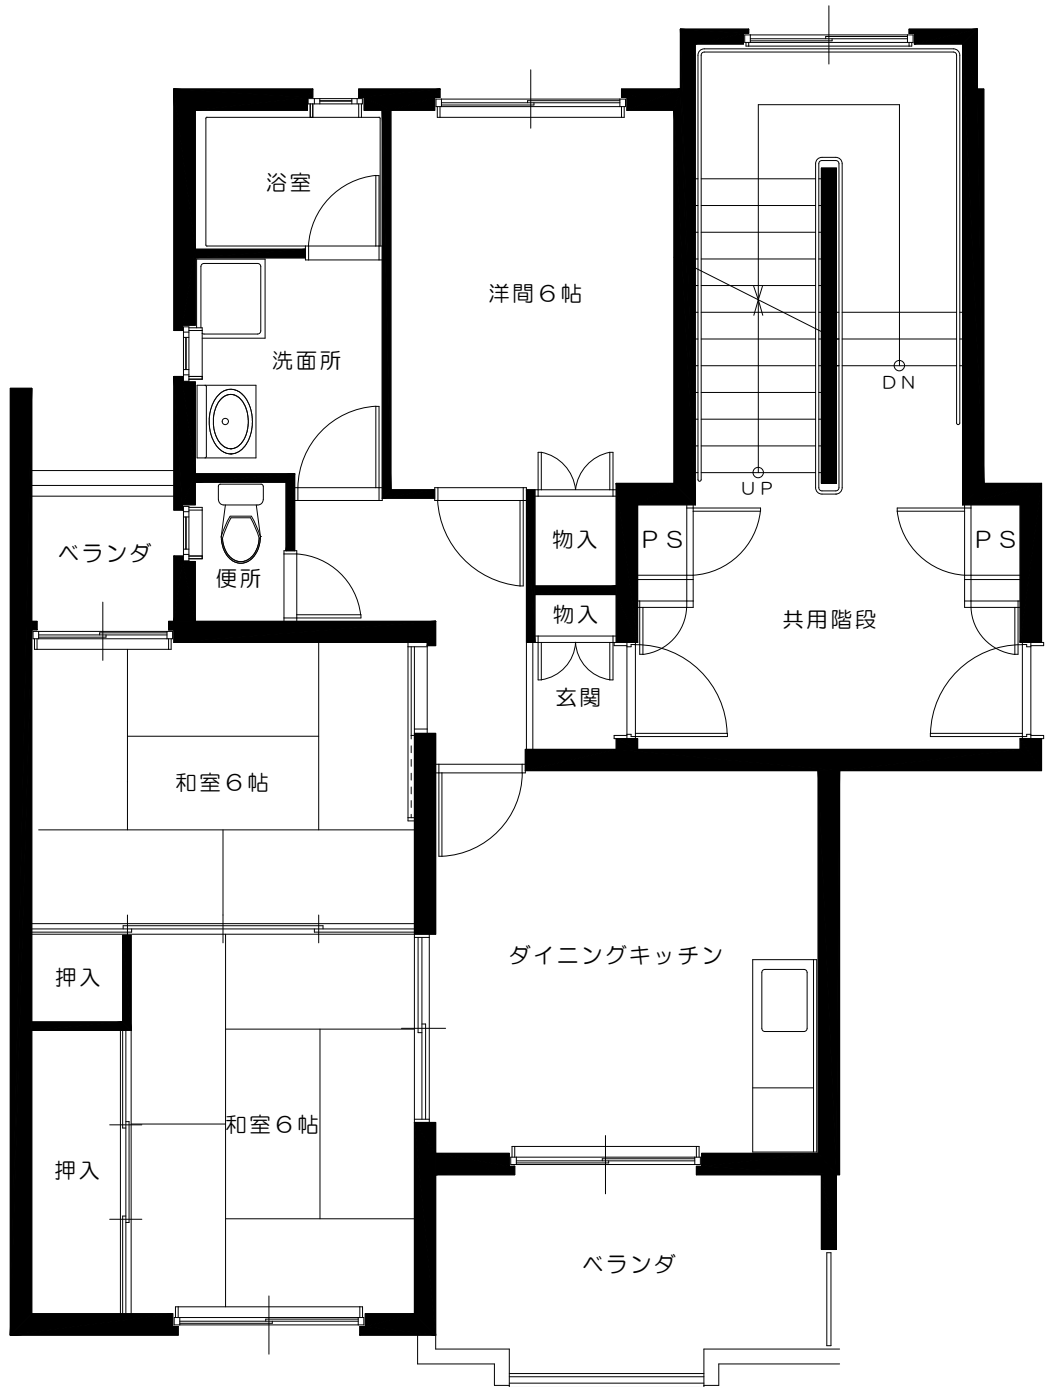 浴室
洋間６帖
洗面所
DN
UP
ベランダ
便所
物入
PS
PS
物入
共用階段
玄関
和室６帖
ダイニングキッチン
押入
和室６帖
押入
ベランダ